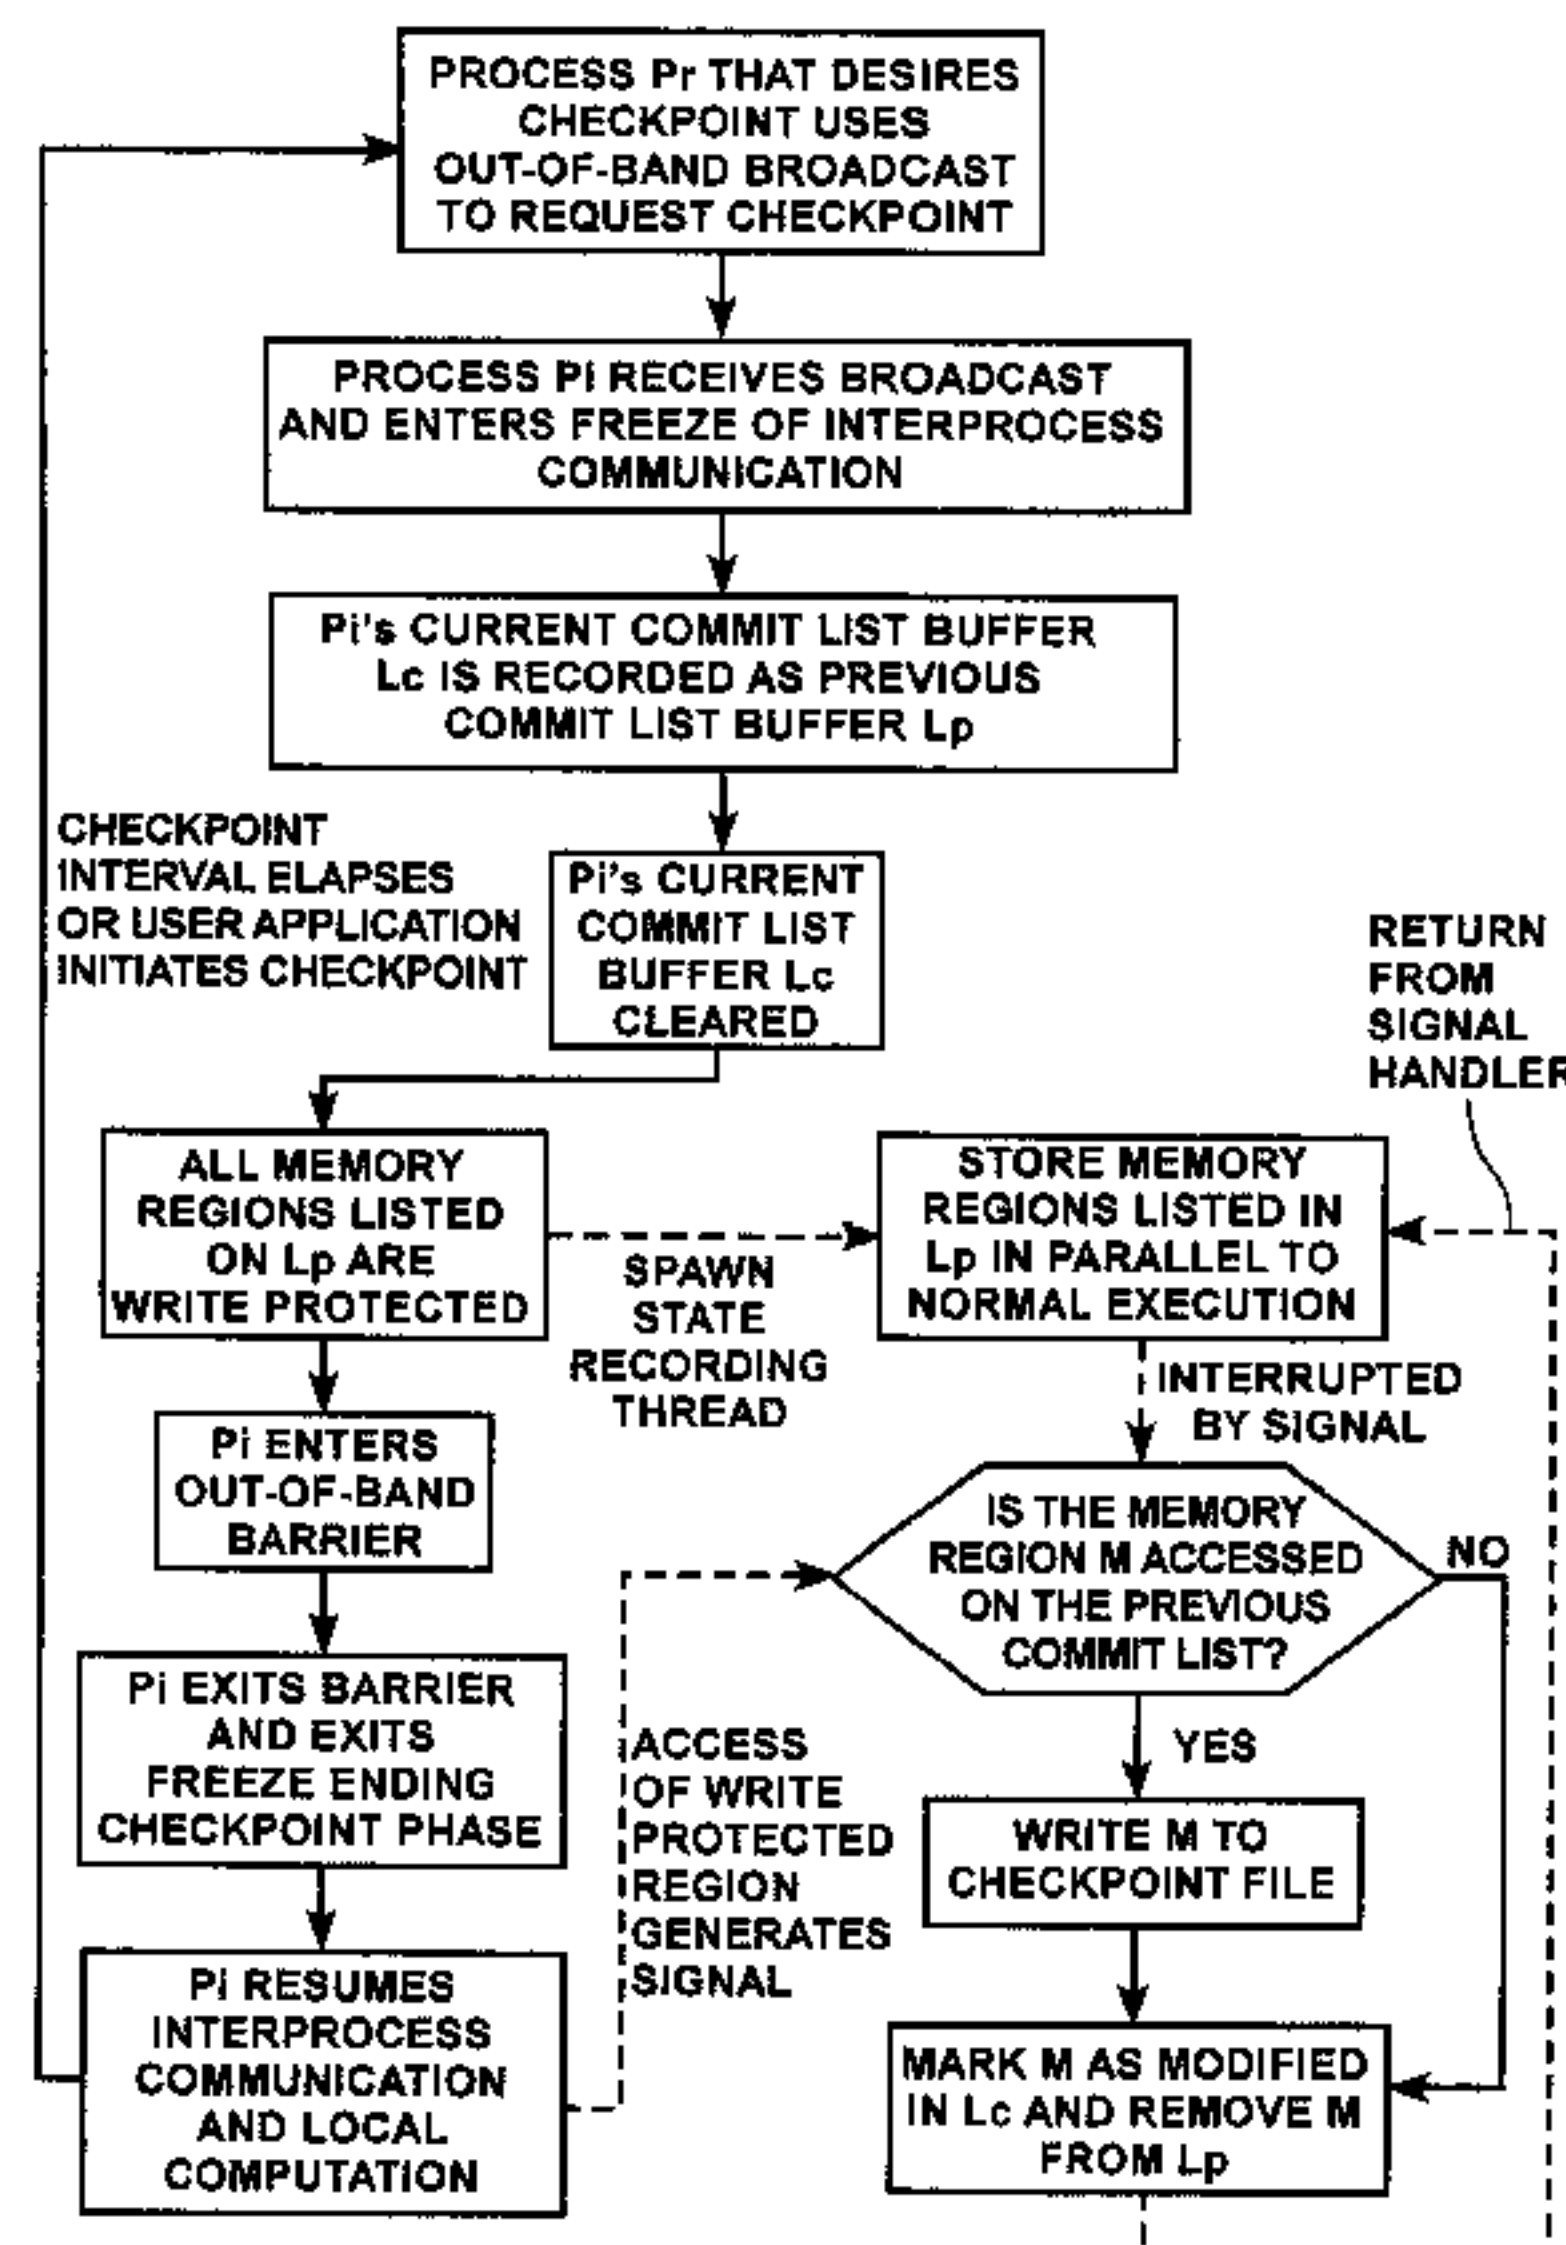 PROCESS Pr THAT DESIRES
CHECKPOINT USES
OUT-OF-BAND BROADCAST
TO REQUEST CHECKPOINT
PROCESS Pi RECEIVES BROADCAST
AND ENTERS FREEZE OF INTERPROCESS
COMMUNICATION
Pi's CURRENT COMMIT LIST BUFFER
Lc IS RECORDED AS PREVIOUS
COMMIT LIST BUFFER Lp
CHECKPOINT
INTERVAL ELAPSES
OR USER APPLICATION
INITIATES CHECKPOINT
Pi's CURRENT
COMMIT LIST
BUFFER Lc
CLEARED
RETURN
FROM
SIGNAL
HANDLER
ALL MEMORY
REGIONS LISTED
ON Lp ARE
WRITE PROTECTED
SPAWN
STATE
RECORDING
THREAD
STORE MEMORY
REGIONS LISTED IN
Lp IN PARALLEL TO
NORMAL EXECUTION
INTERRUPTED
BY SIGNAL
Pi ENTERS
OUT-OF-BAND
BARRIER
IS THE MEMORY
REGION M ACCESSED
ON THE PREVIOUS
COMMIT LIST?
NO
Pi EXITS BARRIER
AND EXITS
FREEZE ENDING
CHECKPOINT PHASE
ACCESS
OF WRITE
PROTECTED
REGION
GENERATES
SIGNAL
YES
WRITE M TO
CHECKPOINT FILE
Pi RESUMES
INTERPROCESS
COMMUNICATION
AND LOCAL
COMPUTATION
MARK M AS MODIFIED
IN Lc AND REMOVE M
FROM Lp